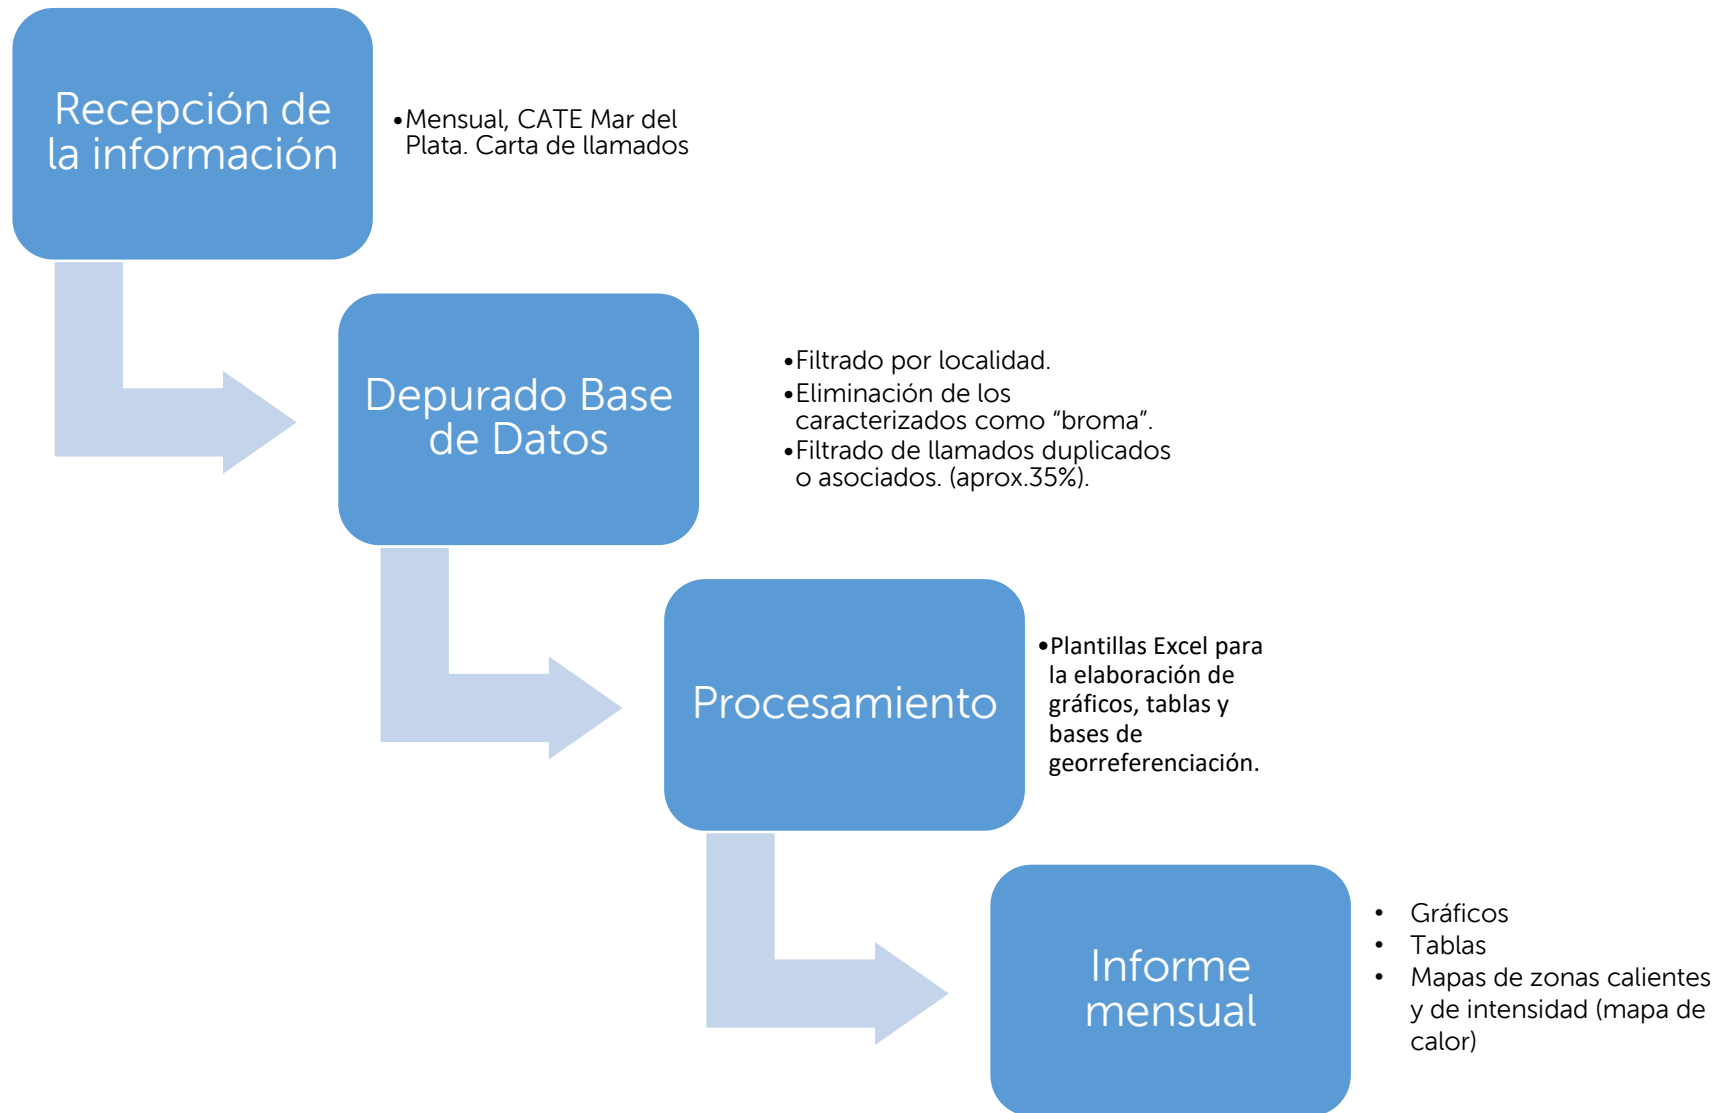 Recepción de
la información
•Mensual, CATE Mar del
Plata. Carta de llamados
Depurado Base
de Datos
•Filtrado por localidad.
•Eliminación de los
caracterizados como “broma”.
•Filtrado de llamados duplicados
o asociados. (aprox.35%).
Procesamiento
•Plantillas Excel para
la elaboración de
gráficos, tablas y
bases de
georreferenciación.
Informe
mensual
• Gráficos
• Tablas
• Mapas de zonas calientes
y de intensidad (mapa de
calor)